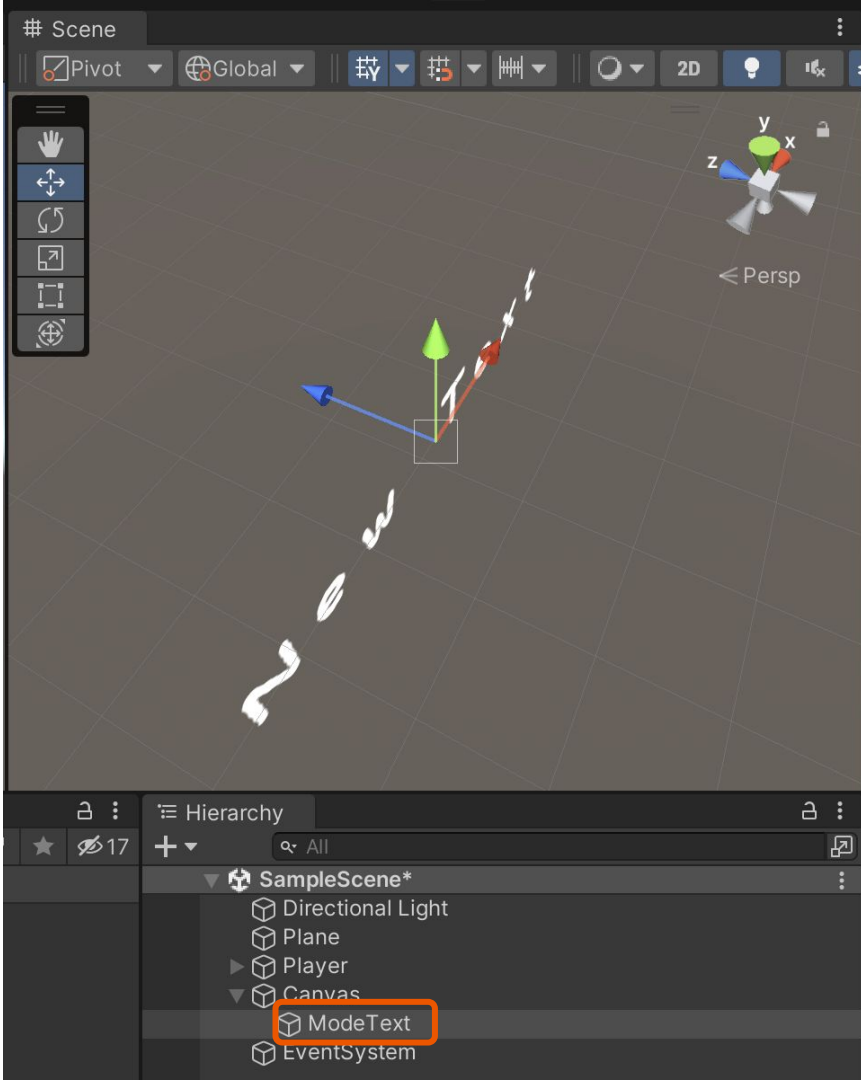 Scene
Pivot Global 2D
y
x
z
Persp
New Text
17
Hierarchy
All
SampleScene*
Directional Light
Plane
Player
Canvas
ModeText
EventSystem